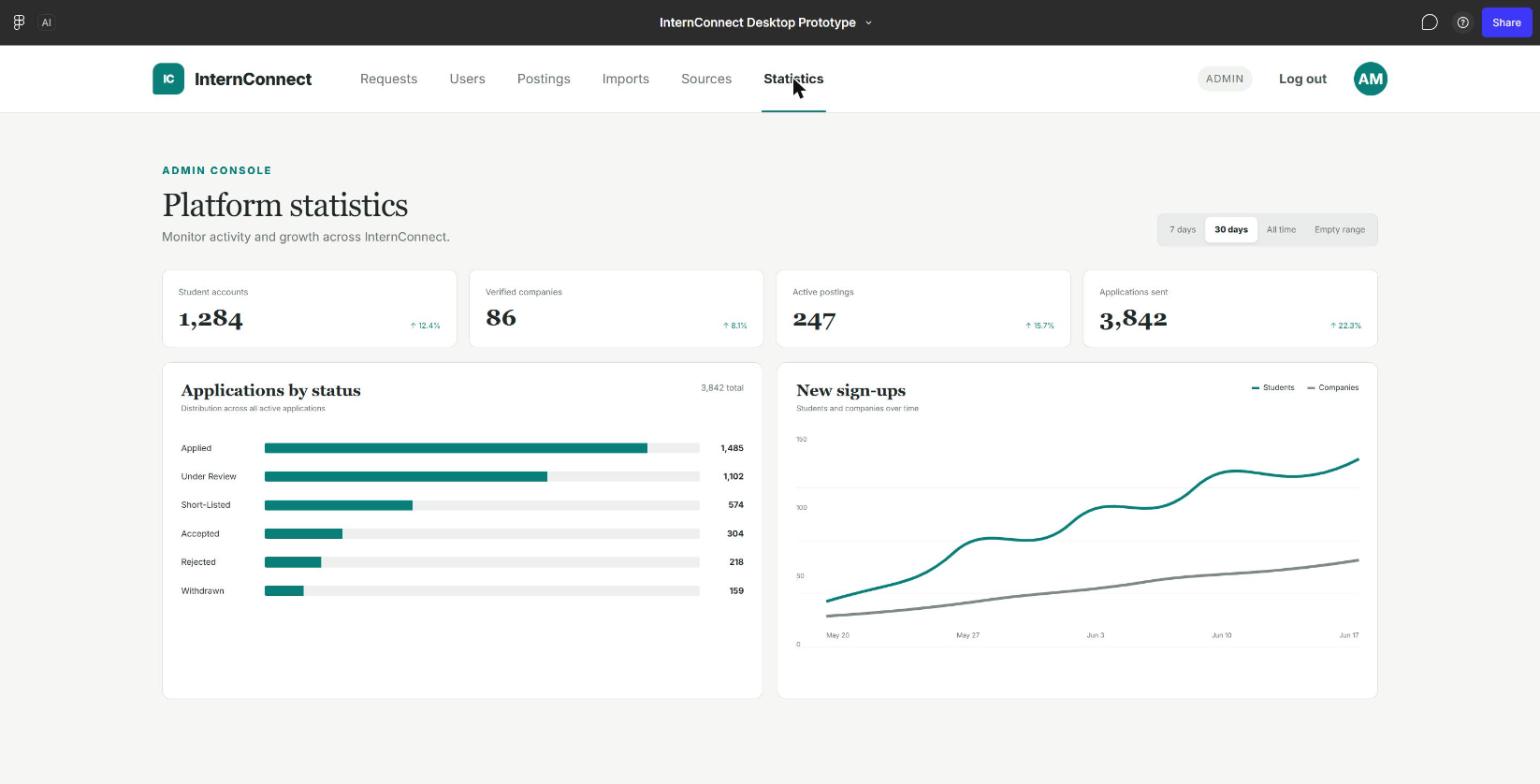 AI
InternConnect Desktop Prototype
Share
IC InternConnect
Requests
Users
Postings
Imports
Sources
Statistics
ADMIN
Log out
AM
ADMIN CONSOLE
Platform statistics
Monitor activity and growth across InternConnect.
7 days
30 days
All time
Empty range
Student accounts
1,284
↑ 12.4%
Verified companies
86
↑ 8.1%
Active postings
247
↑ 15.7%
Applications sent
3,842
↑ 22.3%
Applications by status
3,842 total
Distribution across all active applications
Applied 1,485
Under Review 1,102
Short-Listed 574
Accepted 304
Rejected 218
Withdrawn 159
New sign-ups
Students
Companies
Students and companies over time
150
100
50
0
May 20
May 27
Jun 3
Jun 10
Jun 17